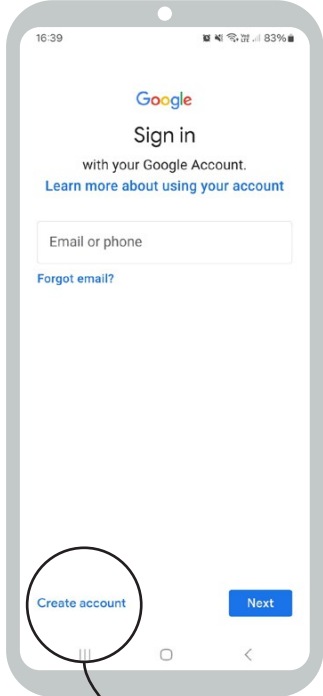 16:39 83%
Google
Sign in
with your Google Account.
Learn more about using your account
Email or phone
Forgot email?
Create account Next